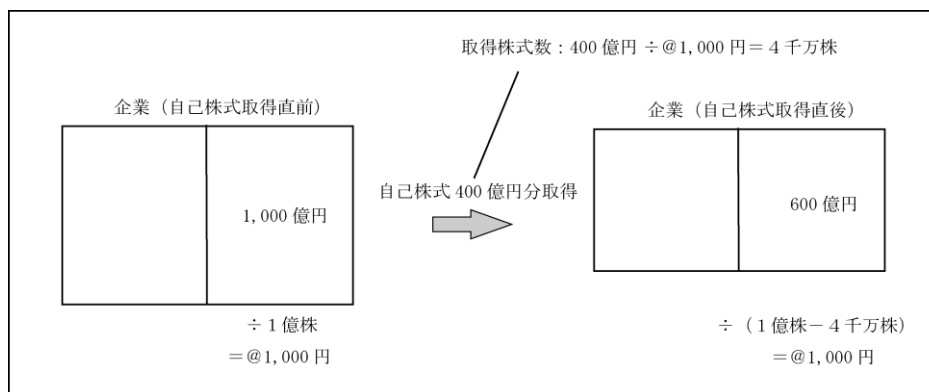 取得株式数：400 億円 ÷@1,000 円＝４千万株
企業（自己株式取得直前）
1,000 億円
÷１億株
＝@1,000 円
自己株式 400 億円分取得
企業（自己株式取得直後）
600 億円
÷（１億株－４千万株）
＝@1,000 円